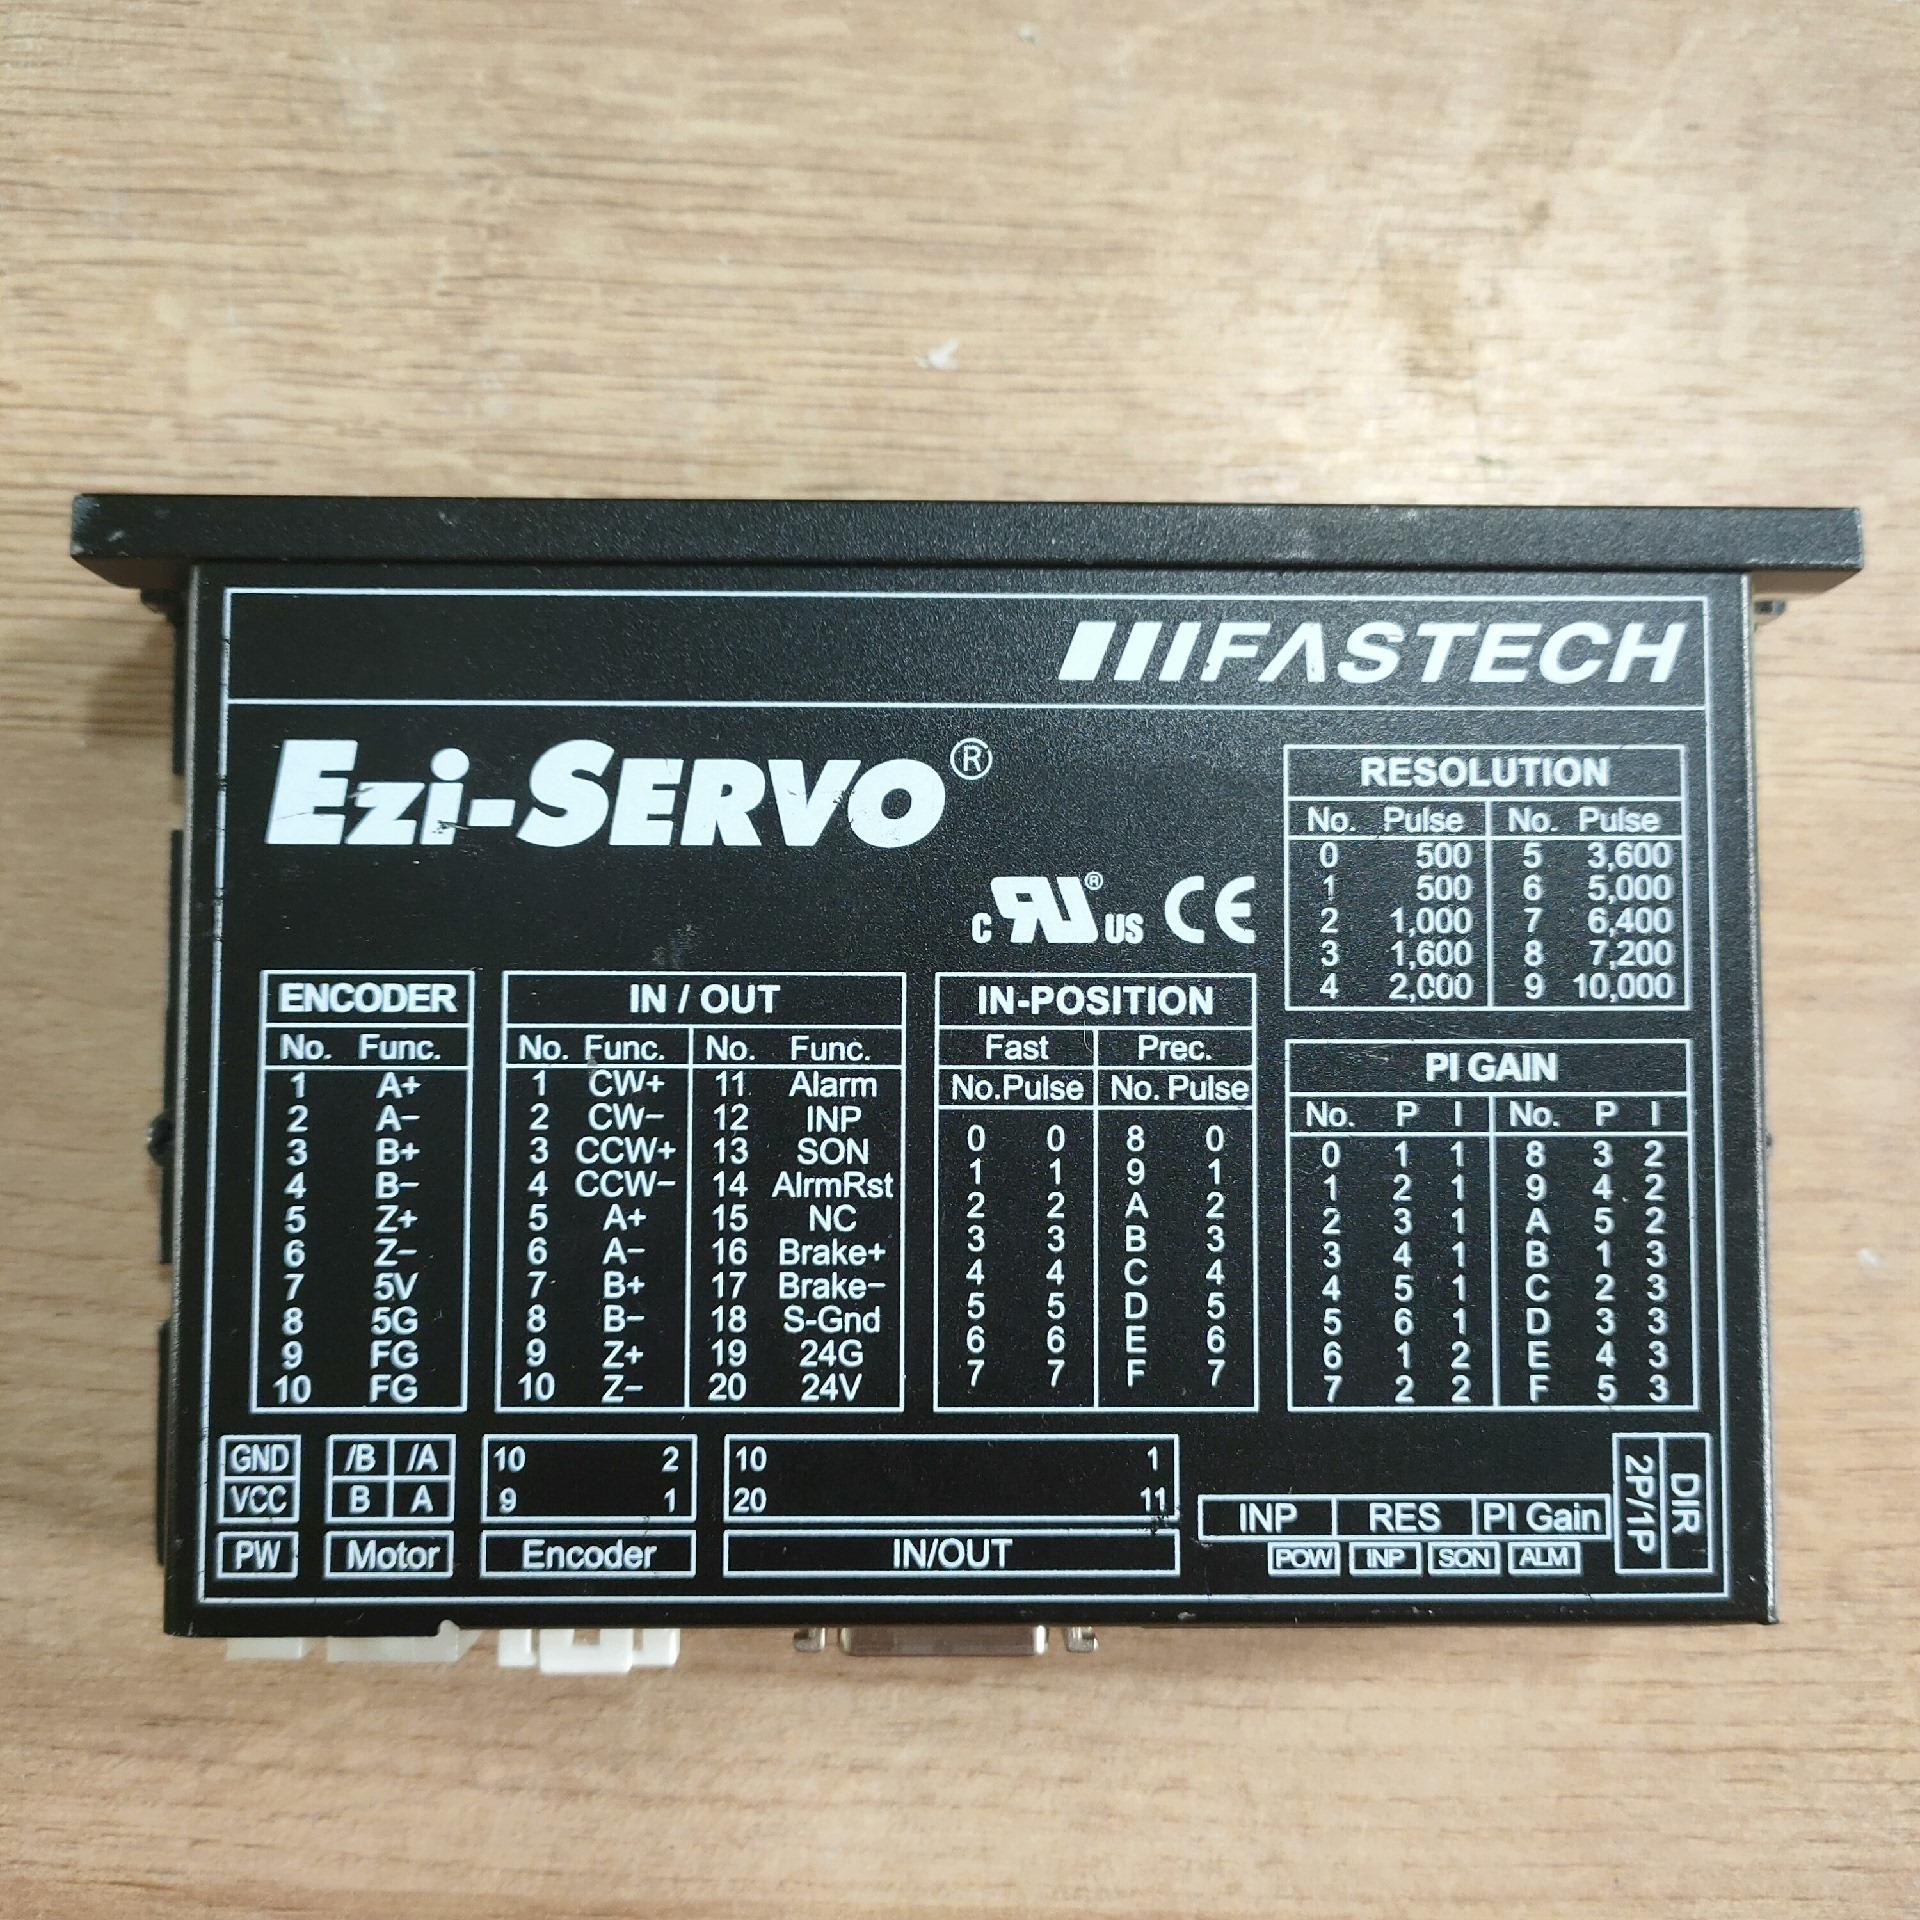 FASTECH
Ezi-SERVO®
c RU® US CE
RESOLUTION
No. Pulse No. Pulse
0 500 5 3,600
1 500 6 5,000
2 1,000 7 6,400
3 1,600 8 7,200
4 2,000 9 10,000
ENCODER
No. Func.
1 A+
2 A−
3 B+
4 B−
5 Z+
6 Z−
7 5V
8 5G
9 FG
10 FG
IN / OUT
No. Func. No. Func.
1 CW+ 11 Alarm
2 CW− 12 INP
3 CCW+ 13 SON
4 CCW− 14 AlrmRst
5 A+ 15 NC
6 A− 16 Brake+
7 B+ 17 Brake−
8 B− 18 S-Gnd
9 Z+ 19 24G
10 Z− 20 24V
IN-POSITION
Fast Prec.
No. Pulse No. Pulse
0 0 8 0
1 1 9 1
2 2 A 2
3 3 B 3
4 4 C 4
5 5 D 5
6 6 E 6
7 7 F 7
PI GAIN
No. P I No. P I
0 1 1 8 3 2
1 2 1 9 4 2
2 3 1 A 5 2
3 4 1 B 1 3
4 5 1 C 2 3
5 6 1 D 3 3
6 1 2 E 4 3
7 2 2 F 5 3
GND /B /A 10 2 10 1
VCC B A 9 1 20 11
PW Motor Encoder IN/OUT
INP RES PI Gain
POW INP SON ALM
2P/1P
DIR